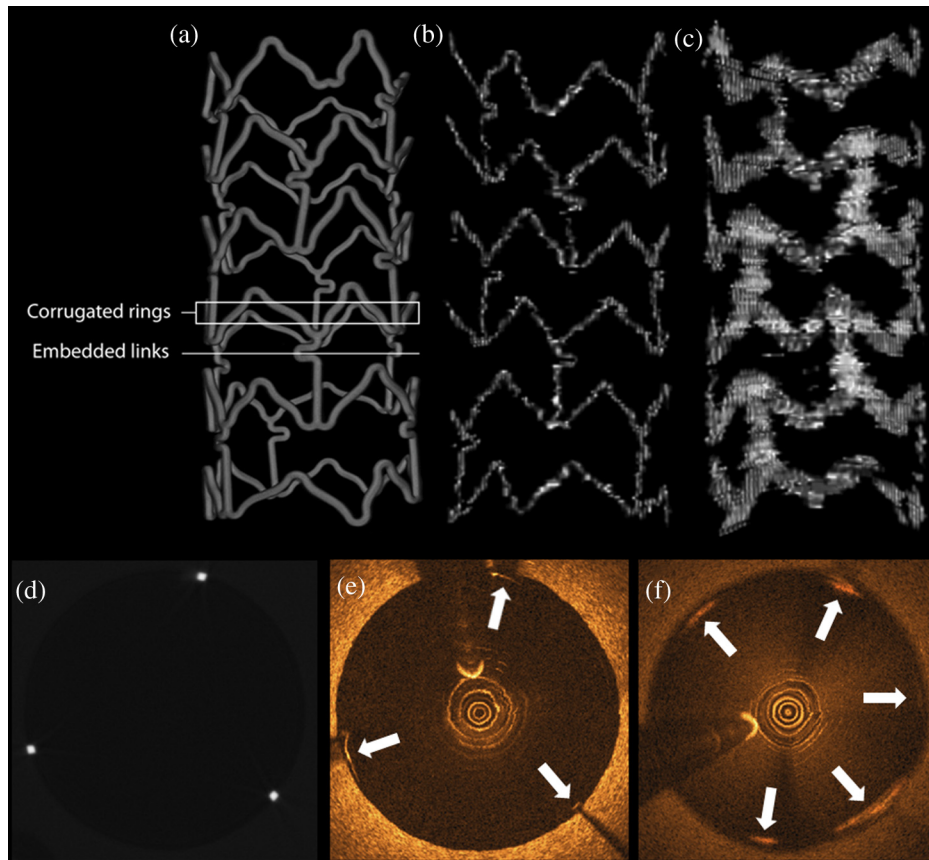 (a)
(b)
(c)
Corrugated rings
Embedded links
(d)
(e)
(f)